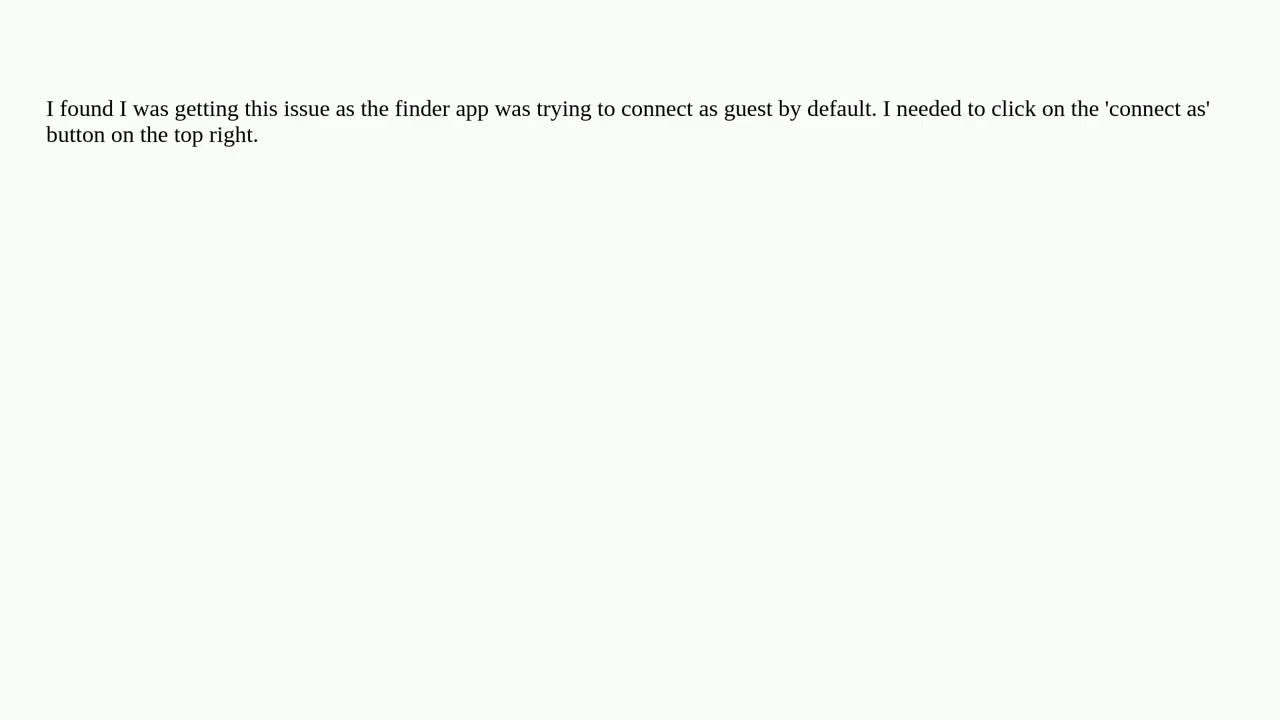 I found I was getting this issue as the finder app was trying to connect as guest by default. I needed to click on the 'connect as'
button on the top right.